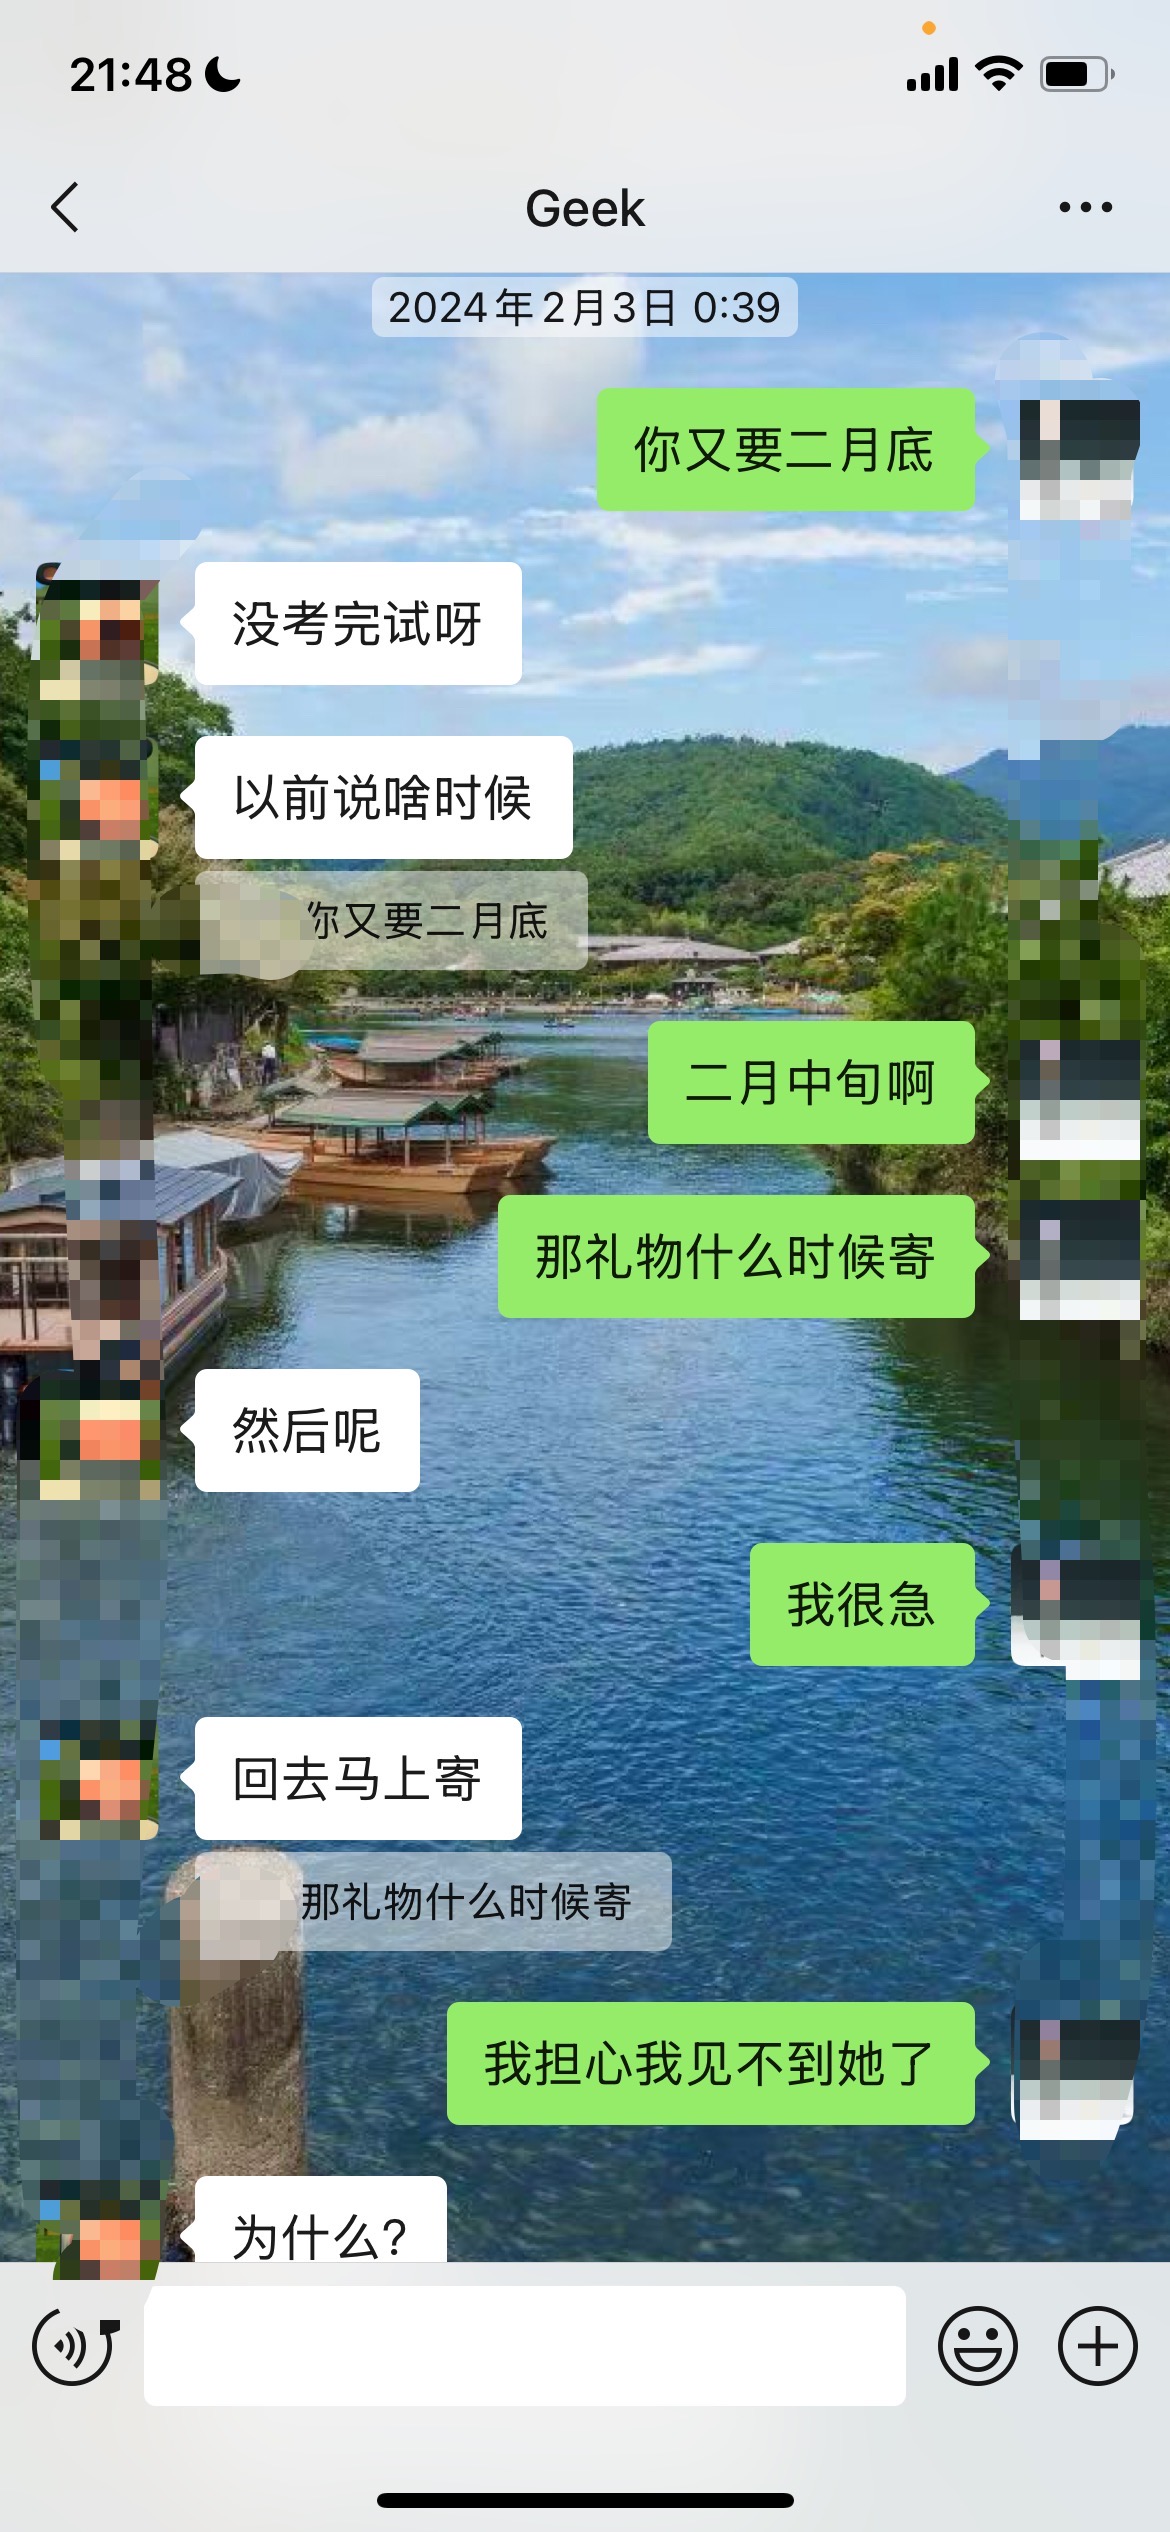 21:48
Geek
2024年2月3日 0:39
你又要二月底
没考完试呀
以前说啥时候
你又要二月底
二月中旬啊
那礼物什么时候寄
然后呢
我很急
回去马上寄
那礼物什么时候寄
我担心我见不到她了
为什么?